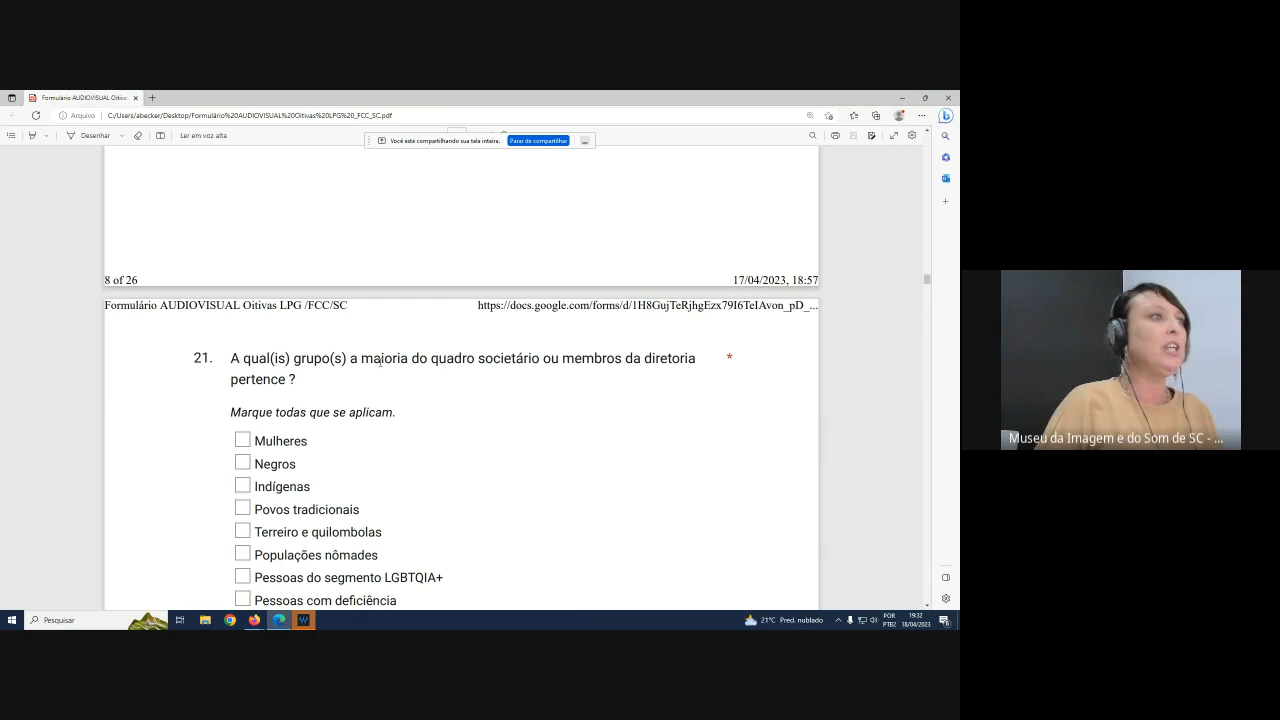 Formulário AUDIOVISUAL Oitiva
Arquivo
C:/Users/abecker/Desktop/Formulário%20AUDIOVISUAL%20Oitivas%20LPG%20_FCC_SC.pdf
Desenhar
Ler em voz alta
Você está compartilhando sua tela inteira.
Parar de compartilhar
8 of 26
17/04/2023, 18:57
Formulário AUDIOVISUAL Oitivas LPG /FCC/SC
https://docs.google.com/forms/d/1H8GujTeRjhgEzx79I6TeIAvon_pD_...
21. A qual(is) grupo(s) a majoria do quadro societário ou membros da diretoria *
pertence ?
Marque todas que se aplicam.
Mulheres
Negros
Indígenas
Povos tradicionais
Terreiro e quilombolas
Populações nômades
Pessoas do segmento LGBTQIA+
Pessoas com deficiência
Museu da Imagem e do Som de SC - ...
Pesquisar
21°C Pred. nublado
POR
PTB2
19:32
18/04/2023